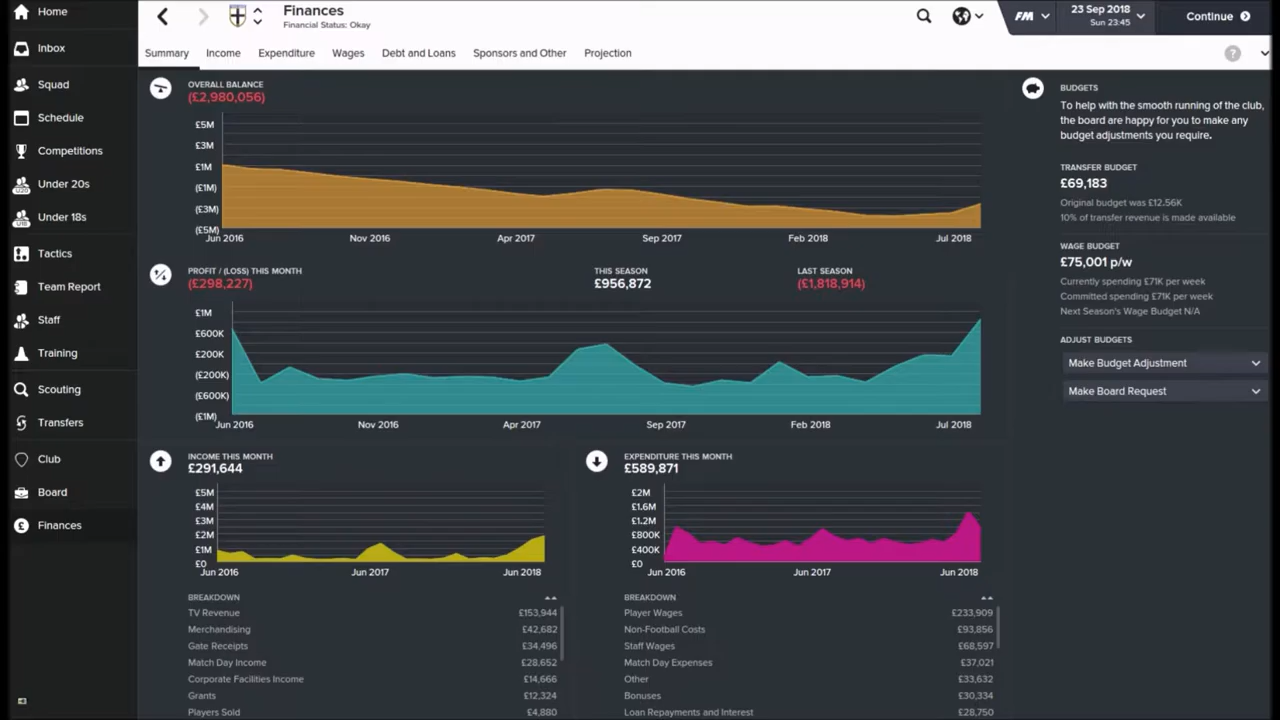 Home
Inbox
Squad
Schedule
Competitions
Under 20s
Under 18s
Tactics
Team Report
Staff
Training
Scouting
Transfers
Club
Board
Finances
Finances
Financial Status: Okay
FM
23 Sep 2018
Sun 23:45
Continue
Summary Income Expenditure Wages Debt and Loans Sponsors and Other Projection
?
OVERALL BALANCE
(£2,980,056)
£5M
£3M
£1M
(£1M)
(£3M)
(£5M)
Jun 2016 Nov 2016 Apr 2017 Sep 2017 Feb 2018 Jul 2018
PROFIT / (LOSS) THIS MONTH
(£298,227)
THIS SEASON
£956,872
LAST SEASON
(£1,818,914)
£1M
£600K
£200K
(£200K)
(£600K)
(£1M)
Jun 2016 Nov 2016 Apr 2017 Sep 2017 Feb 2018 Jul 2018
INCOME THIS MONTH
£291,644
£5M
£4M
£3M
£2M
£1M
£0
Jun 2016 Jun 2017 Jun 2018
BREAKDOWN
TV Revenue £153,944
Merchandising £42,682
Gate Receipts £34,496
Match Day Income £28,652
Corporate Facilities Income £14,666
Grants £12,324
Players Sold £4,880
EXPENDITURE THIS MONTH
£589,871
£2M
£1.6M
£1.2M
£800K
£400K
£0
Jun 2016 Jun 2017 Jun 2018
BREAKDOWN
Player Wages £233,909
Non-Football Costs £93,856
Staff Wages £68,597
Match Day Expenses £37,021
Other £33,632
Bonuses £30,334
Loan Repayments and Interest £28,750
BUDGETS
To help with the smooth running of the club,
the board are happy for you to make any
budget adjustments you require.
TRANSFER BUDGET
£69,183
Original budget was £12.56K
10% of transfer revenue is made available
WAGE BUDGET
£75,001 p/w
Currently spending £71K per week
Committed spending £71K per week
Next Season's Wage Budget N/A
ADJUST BUDGETS
Make Budget Adjustment
Make Board Request